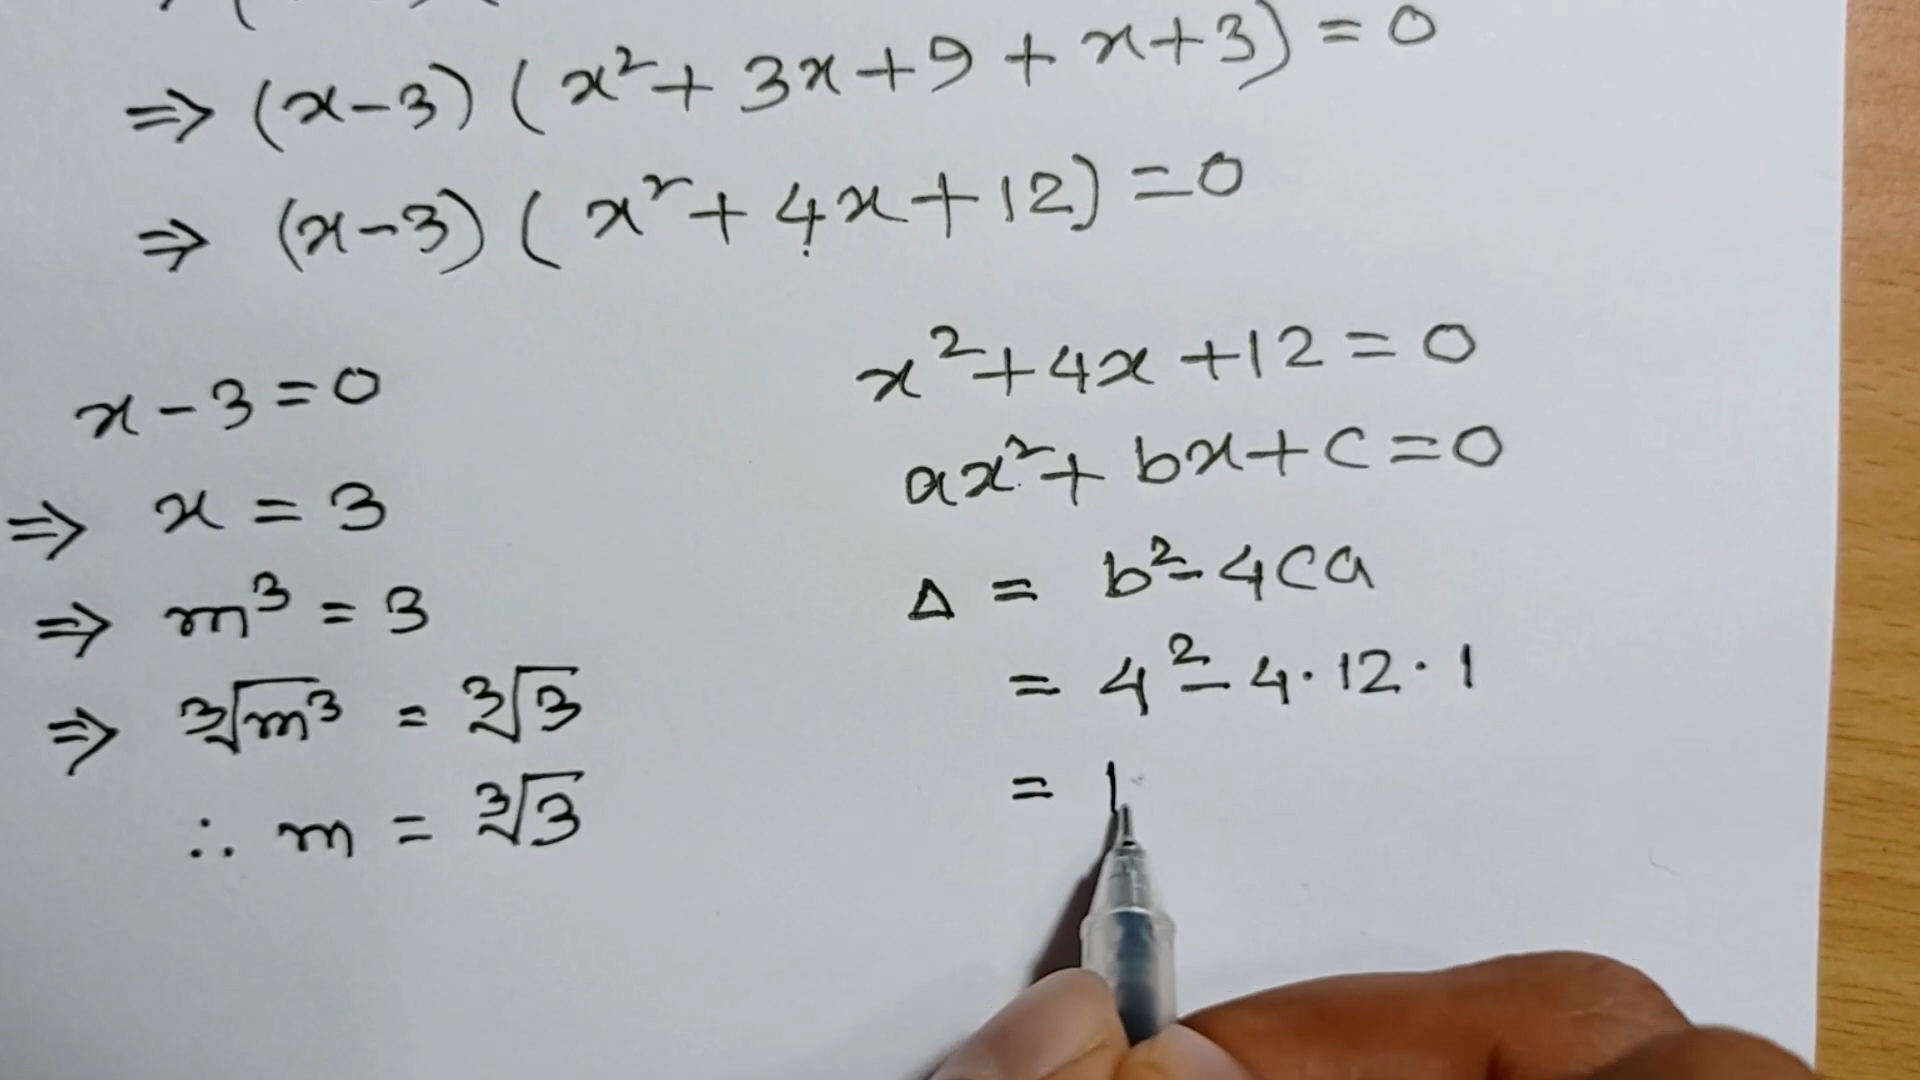 ⇒ (x-3) (x²+ 3x+9 + x+3) = 0
⇒ (x-3) (x²+ 4x+12) = 0
x-3=0
⇒ x = 3
⇒ m³ = 3
⇒ ∛m³ = ∛3
∴ m = ∛3
x²+4x+12=0
ax²+ bx+c=0
Δ = b²-4ca
= 4²-4·12·1
= 1